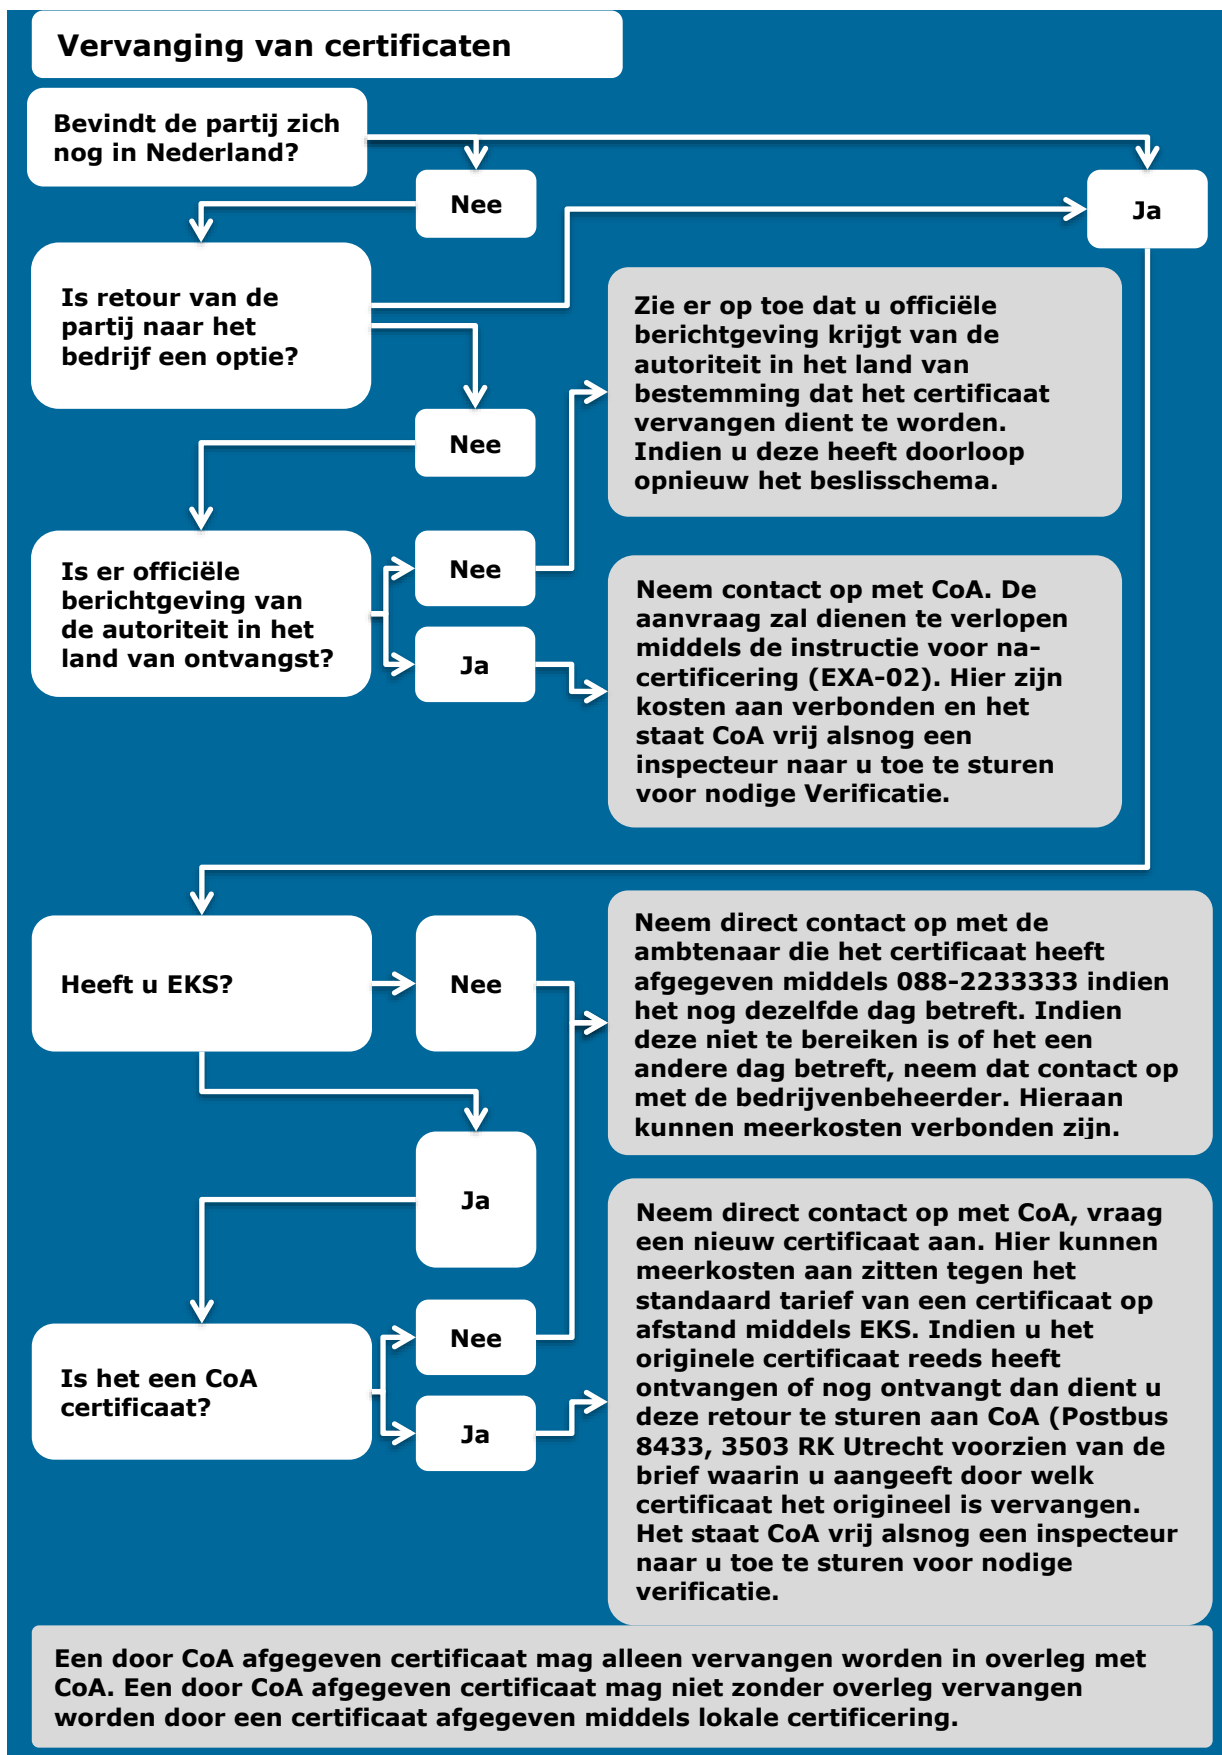 Vervanging van certificaten
Bevindt de partij zich
nog in Nederland?
Nee
Ja
Is retour van de
partij naar het
bedrijf een optie?
Zie er op toe dat u officiële
berichtgeving krijgt van de
autoriteit in het land van
bestemming dat het certificaat
vervangen dient te worden.
Indien u deze heeft doorloop
opnieuw het beslisschema.
Nee
Is er officiële
berichtgeving van
de autoriteit in het
land van ontvangst?
Nee
Ja
Neem contact op met CoA. De
aanvraag zal dienen te verlopen
middels de instructie voor na-
certificering (EXA-02). Hier zijn
kosten aan verbonden en het
staat CoA vrij alsnog een
inspecteur naar u toe te sturen
voor nodige Verificatie.
Heeft u EKS?
Nee
Neem direct contact op met de
ambtenaar die het certificaat heeft
afgegeven middels 088-2233333 indien
het nog dezelfde dag betreft. Indien
deze niet te bereiken is of het een
andere dag betreft, neem dat contact op
met de bedrijvenbeheerder. Hieraan
kunnen meerkosten verbonden zijn.
Ja
Is het een CoA
certificaat?
Nee
Ja
Neem direct contact op met CoA, vraag
een nieuw certificaat aan. Hier kunnen
meerkosten aan zitten tegen het
standaard tarief van een certificaat op
afstand middels EKS. Indien u het
originele certificaat reeds heeft
ontvangen of nog ontvangt dan dient u
deze retour te sturen aan CoA (Postbus
8433, 3503 RK Utrecht voorzien van de
brief waarin u aangeeft door welk
certificaat het origineel is vervangen.
Het staat CoA vrij alsnog een inspecteur
naar u toe te sturen voor nodige
verificatie.
Een door CoA afgegeven certificaat mag alleen vervangen worden in overleg met
CoA. Een door CoA afgegeven certificaat mag niet zonder overleg vervangen
worden door een certificaat afgegeven middels lokale certificering.